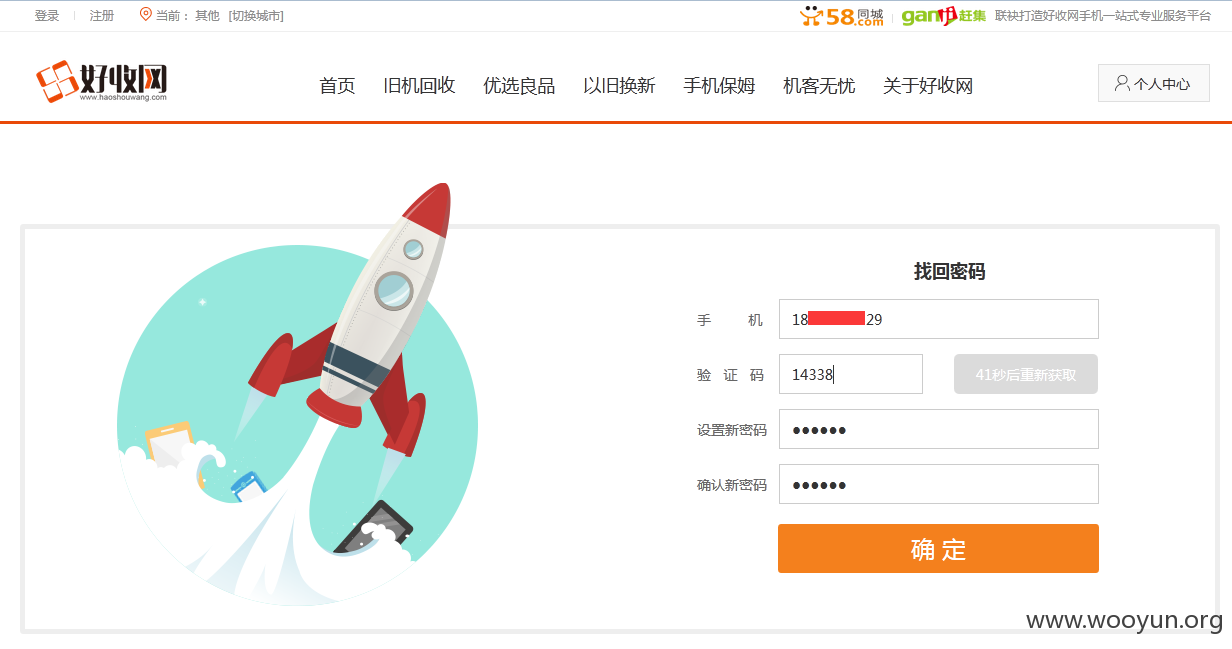 登录 注册 当前： 其他 [切换城市] 58同城 .com ganji赶集 联袂打造好收网手机一站式专业服务平台
好收网
www.haoshouwang.com
首页 旧机回收 优选良品 以旧换新 手机保姆 机客无忧 关于好收网 个人中心
找回密码
手 机 18 29
验 证 码 14338 41秒后重新获取
设置新密码 ●●●●●●
确认新密码 ●●●●●●
确 定
www.wooyun.org